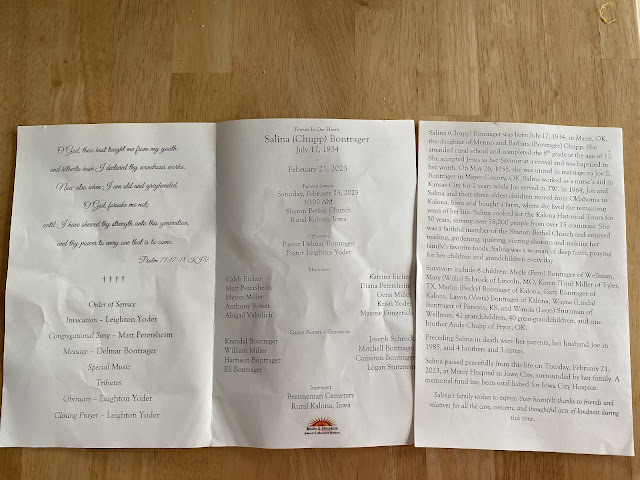 O God, thou hast taught me from my youth:
and hitherto have I declared thy wondrous works.
Now also when I am old and grayheaded,
O God, forsake me not;
until I have shewed thy strength unto this generation,
and thy power to every one that is to come.
Psalm 71:17-18 KJV
Order of Service
Invocation – Leighton Yoder
Congregational Song – Matt Petersheim
Message – Delmar Bontrager
Special Music
Tributes
Obituary – Leighton Yoder
Closing Prayer – Leighton Yoder
Forever In Our Hearts
Salina (Chupp) Bontrager
July 17, 1934
February 21, 2023
Funeral Service
Saturday, February 25, 2023
10:00 AM
Sharon Bethel Church
Rural Kalona, Iowa
Officiating
Pastor Delmar Bontrager
Pastor Leighton Yoder
Musicians
Caleb Eicher
Matt Petersheim
Myron Miller
Anthony Bower
Abigail
Katrina Eicher
Diana Petersheim
Gena Miller
Kristi Yoder
Maxine Gingerich
Casket Bearers – Grandsons
Krandal Bontrager
William Miller
Harrison Bontrager
Eli Bontrager
Joseph Schrock
Mitchell Bontrager
Cameron Bontrager
Logan Stutzman
Interment
Brenneman Cemetery
Rural Kalona, Iowa
Salina (Chupp) Bontrager was born July 17, 1934, in Mazie, OK,
the daughter of Menno and Barbara (Bontrager) Chupp. She
attended rural school and completed the 8th grade at the age of 12.
She accepted Jesus as her Saviour at a revival and was baptized in
her youth. On May 26, 1955, she was united in marriage to Joe E.
Bontrager in Mayes County, OK. Salina worked as a nurse's aid in
Kansas City for 2 years while Joe served in 1W. In 1964, Joe and
Salina and their three oldest children moved from Oklahoma to
Kalona, Iowa and bought a farm, where she lived the remaining
years of her life. Salina cooked for the Kalona Historical Tours for
30 years, serving over 78,000 people from over 15 countries. She
was a faithful member of the Sharon Bethel Church and enjoyed
reading, gardening, quilting, visiting shut-ins and making her
family's favorite foods. Salina was a woman of deep faith, praying
for her children and grandchildren every day.
Survivors include 8 children: Merle (Fern) Bontrager of Wellman,
Mary (Willis) Schrock of Lincoln, MO, Karen (Tim) Miller of Tyler,
TX, Marlin (Becky) Bontrager of Kalona, Gary Bontrager of
Kalona, Lavon (Vesta) Bontrager of Kalona, Wayne (Linda)
Bontrager of Parsons, KS, and Wanda (Leon) Stutzman of
Wellman, 42 grandchildren, 40 great-grandchildren, and one
brother Andy Chupp of Pryor, OK.
Preceding Salina in death were her parents, her husband Joe in
1985, and 4 brothers and 3 sisters.
Salina passed peacefully from this life on Tuesday, February 21,
2023, at Mercy Hospital in Iowa City, surrounded by her family. A
memorial fund has been established for Iowa City Hospice.
Salina's family wishes to express their heartfelt thanks to friends and
relatives for all the care, concern, and thoughtful acts of kindness during
this time.